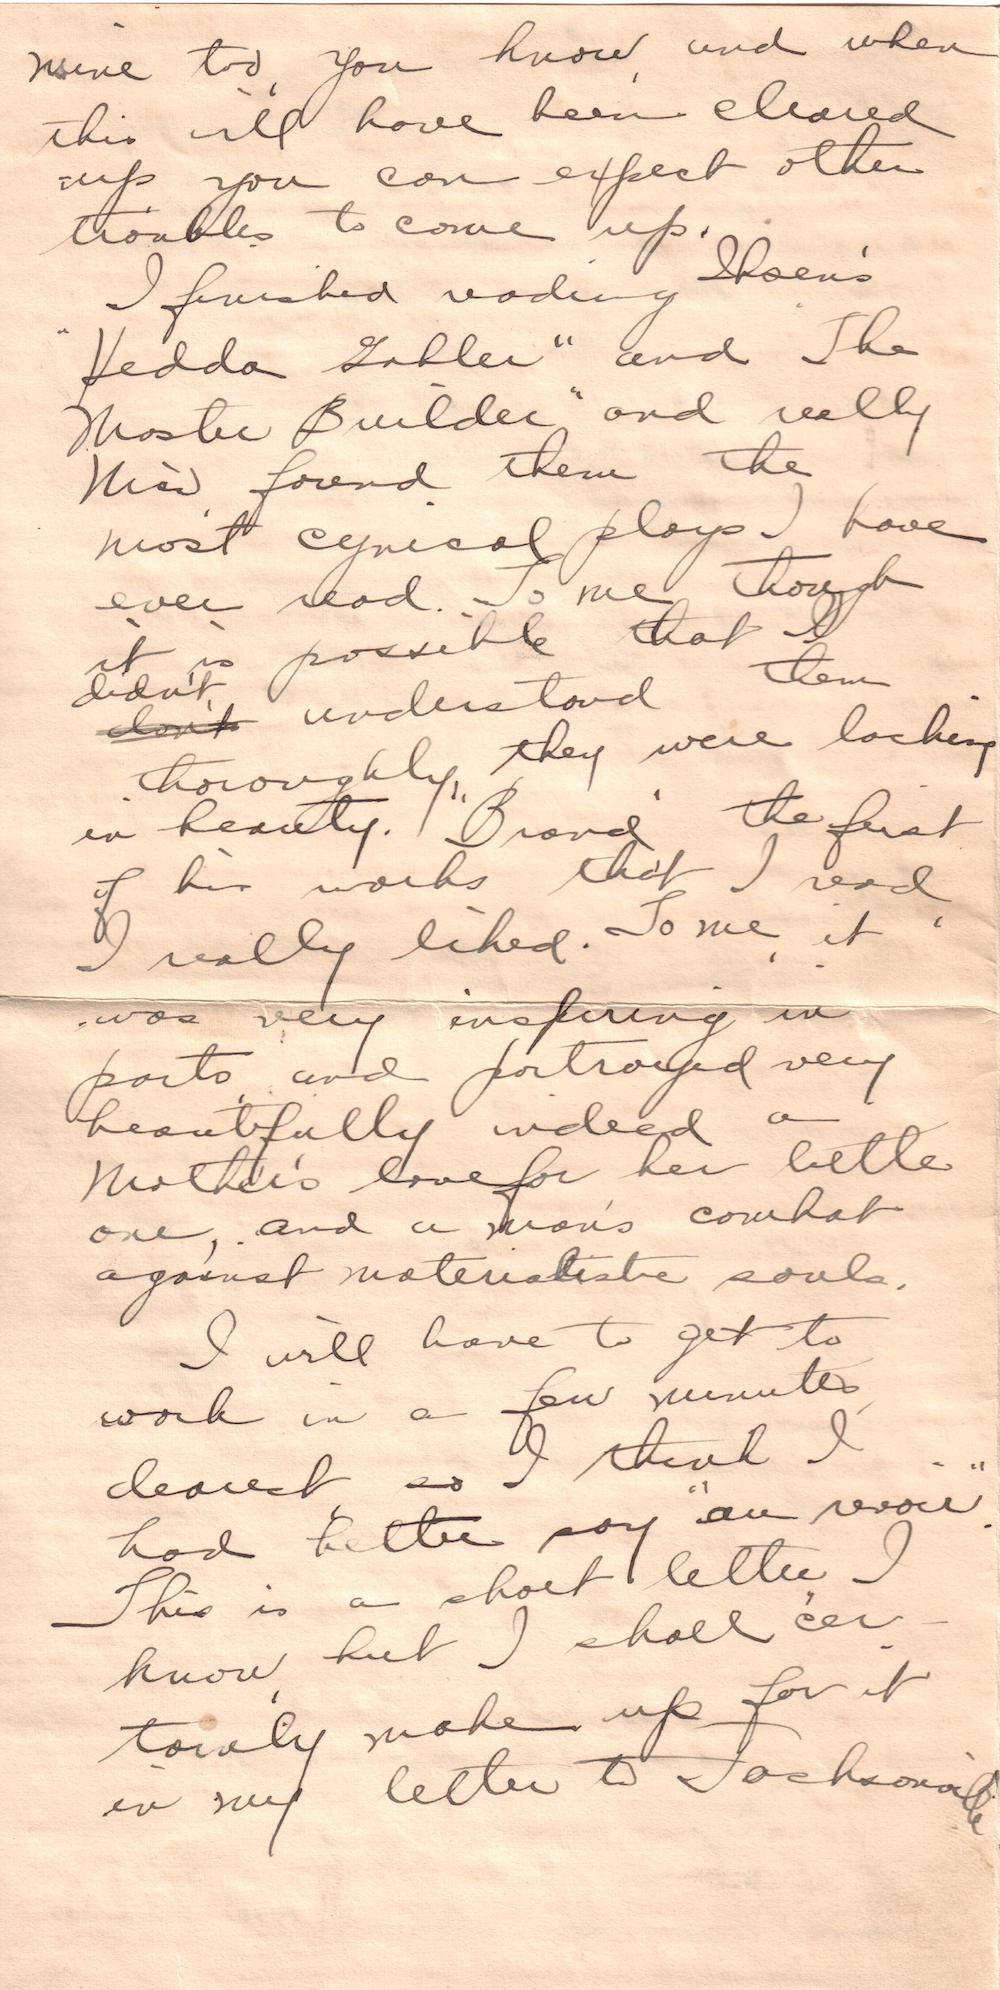 mine too, you know, and when
this will have been cleared
up you can expect other
troubles to come up.
I finished reading Ibsen's
"Hedda Gabler" and The
Master Builder" and really
found them the
most cynical plays I have
ever read. To me, though
it is possible that I
didn't
don't understand them
thoroughly, they were lacking
in beauty. "Brand" the first
of his works that I read
I really liked. To me, it
was very inspiring in
parts, and portrayed very
beautifully indeed a
Mother's love for her little
one, and a man's combat
against materialistic souls.
I will have to get to
work in a few minutes,
dearest, so I think I
had better say "au revoir".
This is a short letter I
know, but I shall cer-
tainly make up for it
in my letter to Jacksonville